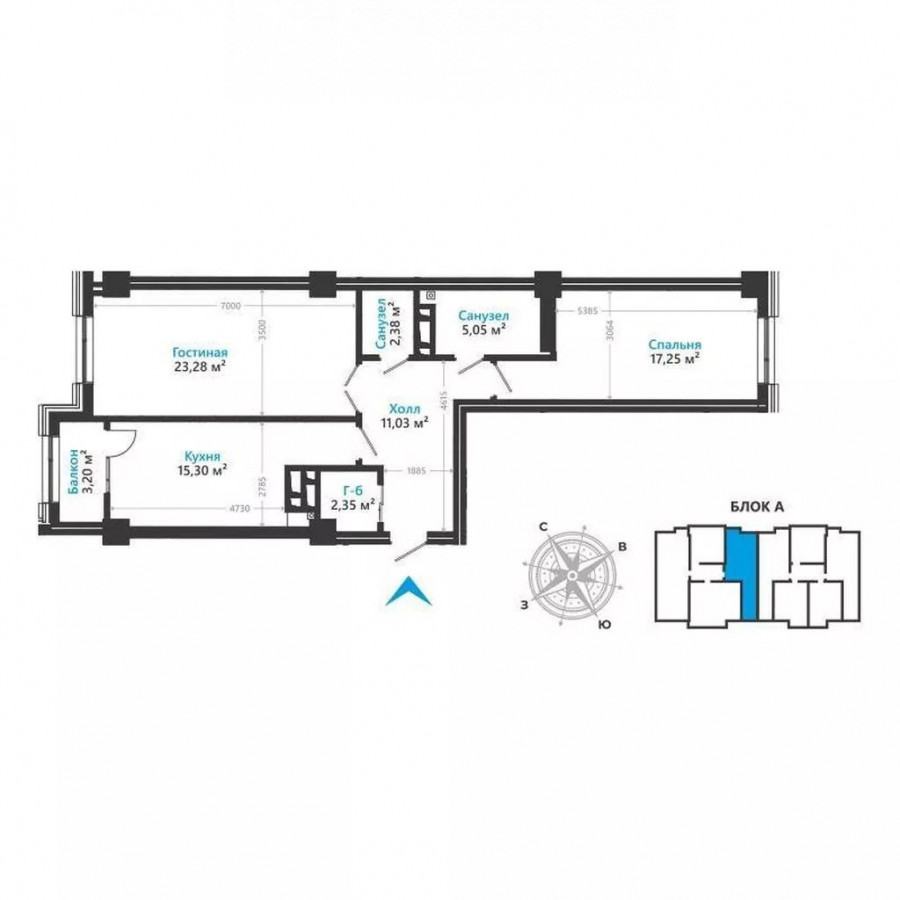 7000
3500
Гостиная
23,28 м²
Санузел
2,38 м²
Санузел
5,05 м²
5385
3064
Спальня
17,25 м²
Холл
11,03 м²
4615
1885
Балкон
3,20 м²
Кухня
15,30 м²
2785
4730
Г-б
2,35 м²
С
В
З
Ю
БЛОК А